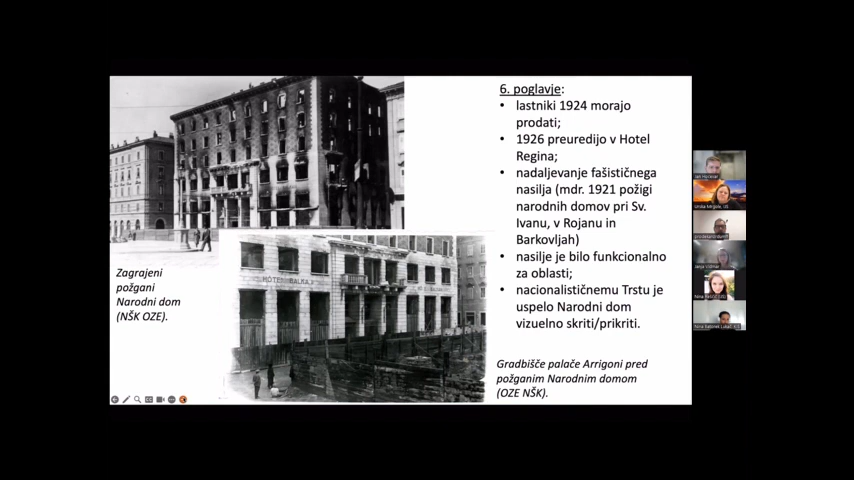 6. poglavje:
• lastniki 1924 morajo
prodati;
• 1926 preuredijo v Hotel
Regina;
• nadaljevanje fašističnega
nasilja (mdr. 1921 požigi
narodnih domov pri Sv.
Ivanu, v Rojanu in
Barkovljah)
• nasilje je bilo funkcionalno
za oblasti;
• nacionalističnemu Trstu je
uspelo Narodni dom
vizuelno skriti/prikriti.
Zagrajeni
požgani
Narodni dom
(NŠK OZE).
HÔTEL BALKAN
Gradbišče palače Arrigoni pred
požganim Narodnim domom
(OZE NŠK).